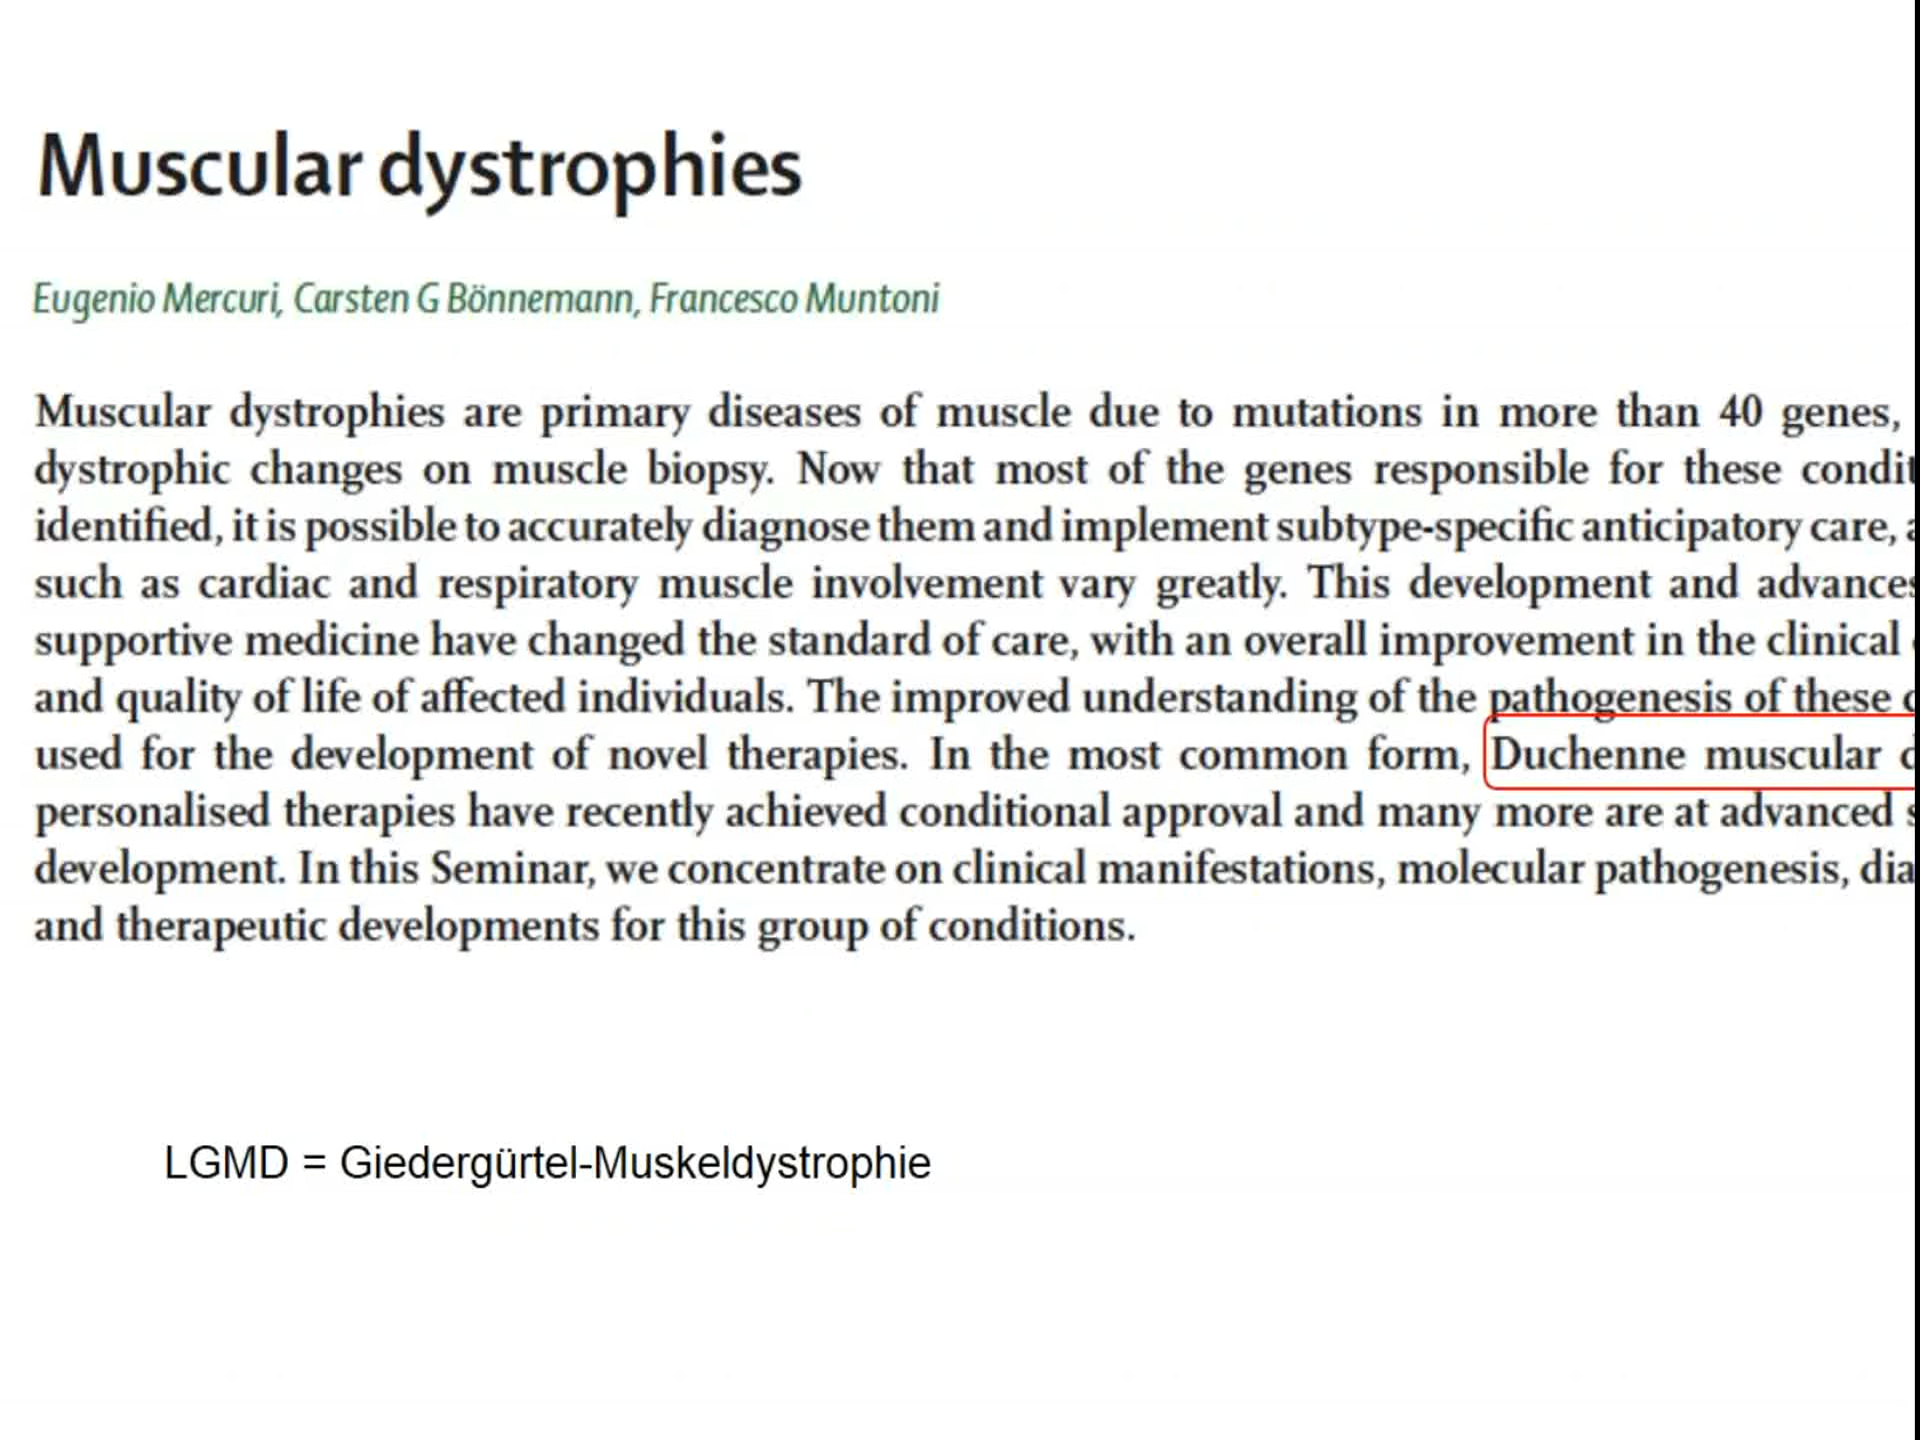 Muscular dystrophies
Eugenio Mercuri, Carsten G Bönnemann, Francesco Muntoni
Muscular dystrophies are primary diseases of muscle due to mutations in more than 40 genes,
dystrophic changes on muscle biopsy. Now that most of the genes responsible for these
identified, it is possible to accurately diagnose them and implement subtype-specific anticipatory care,
such as cardiac and respiratory muscle involvement vary greatly. This development and advances
supportive medicine have changed the standard of care, with an overall improvement in the clinical
and quality of life of affected individuals. The improved understanding of the pathogenesis of these
used for the development of novel therapies. In the most common form, Duchenne muscular
personalised therapies have recently achieved conditional approval and many more are at advanced
development. In this Seminar, we concentrate on clinical manifestations, molecular pathogenesis,
and therapeutic developments for this group of conditions.
LGMD = Giedergürtel-Muskeldystrophie